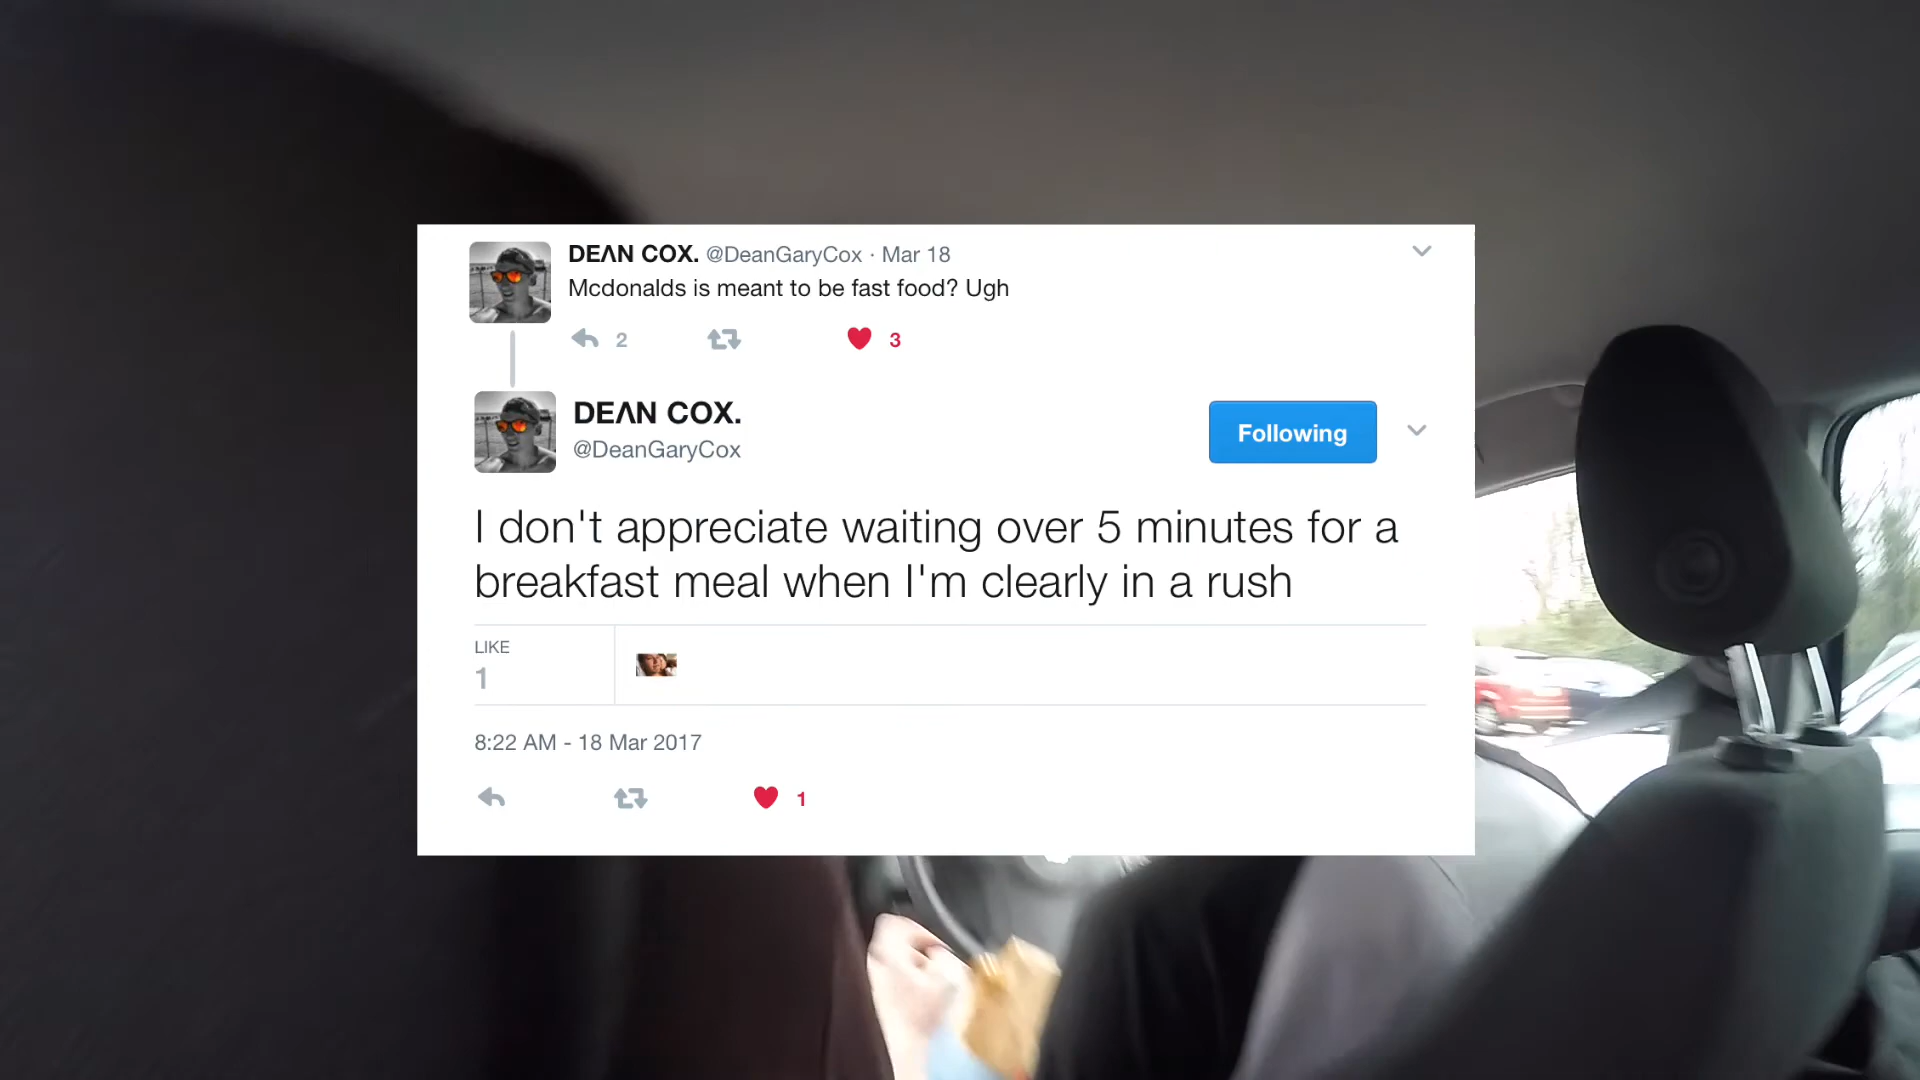 DEΛN COX. @DeanGaryCox · Mar 18
Mcdonalds is meant to be fast food? Ugh
2 3
DEΛN COX.
@DeanGaryCox
Following
I don't appreciate waiting over 5 minutes for a
breakfast meal when I'm clearly in a rush
LIKE
1
8:22 AM - 18 Mar 2017
1